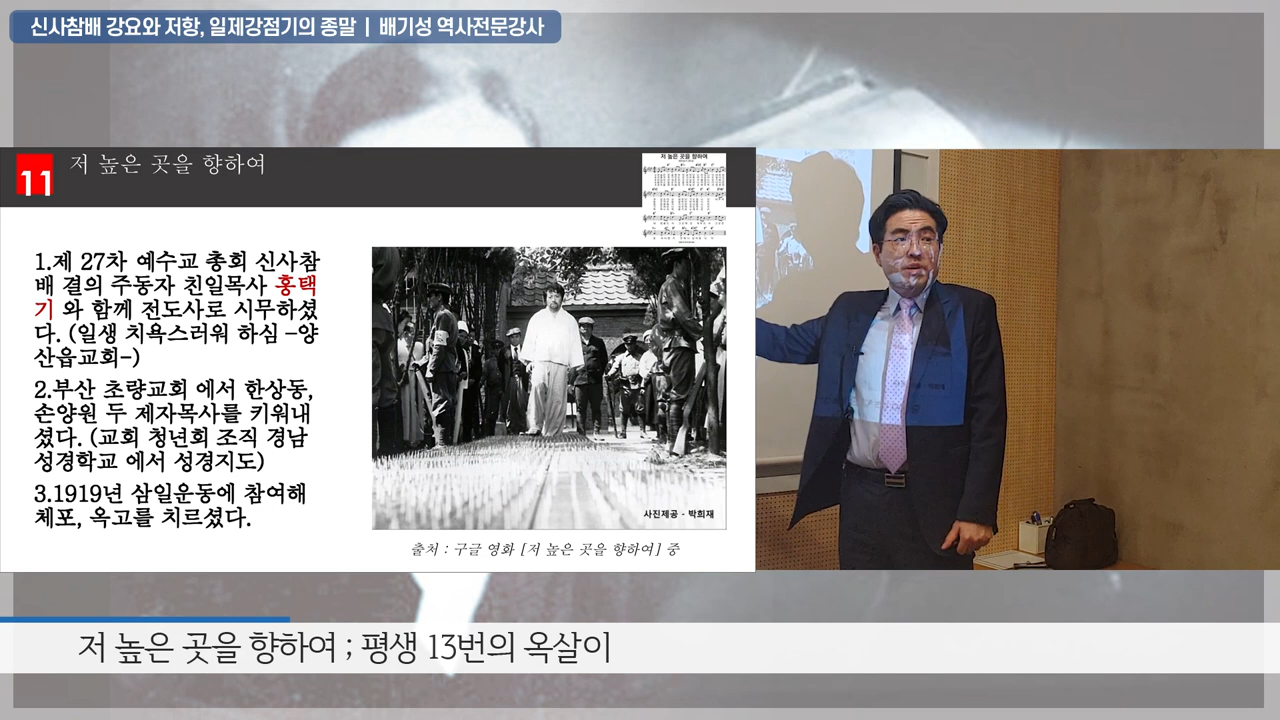 신사참배 강요와 저항, 일제강점기의 종말 | 배기성 역사전문강사
11
저 높은 곳을 향하여
저 높은 곳을 향하여
1.제 27차 예수교 총회 신사참
배 결의 주동자 친일목사 홍택
기 와 함께 전도사로 시무하셨
다. (일생 치욕스러워 하심 –양
산읍교회–)
2.부산 초량교회 에서 한상동,
손양원 두 제자목사를 키워내
셨다. (교회 청년회 조직 경남
성경학교 에서 성경지도)
3.1919년 삼일운동에 참여해
체포, 옥고를 치르셨다.
사진제공 - 박희재
출처 : 구글 영화 [저 높은 곳을 향하여] 중
저 높은 곳을 향하여 ; 평생 13번의 옥살이